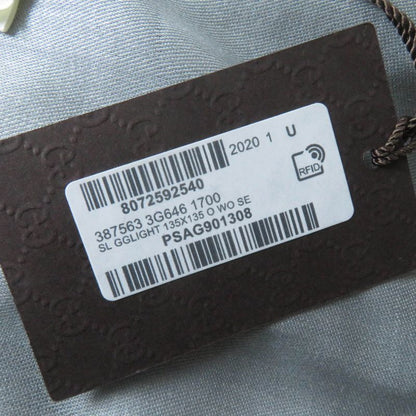 2020 1 U
8072592540
RFID
387563 3G646 1700
SL GGLIGHT 135X135 O WO SE
PSAG901308